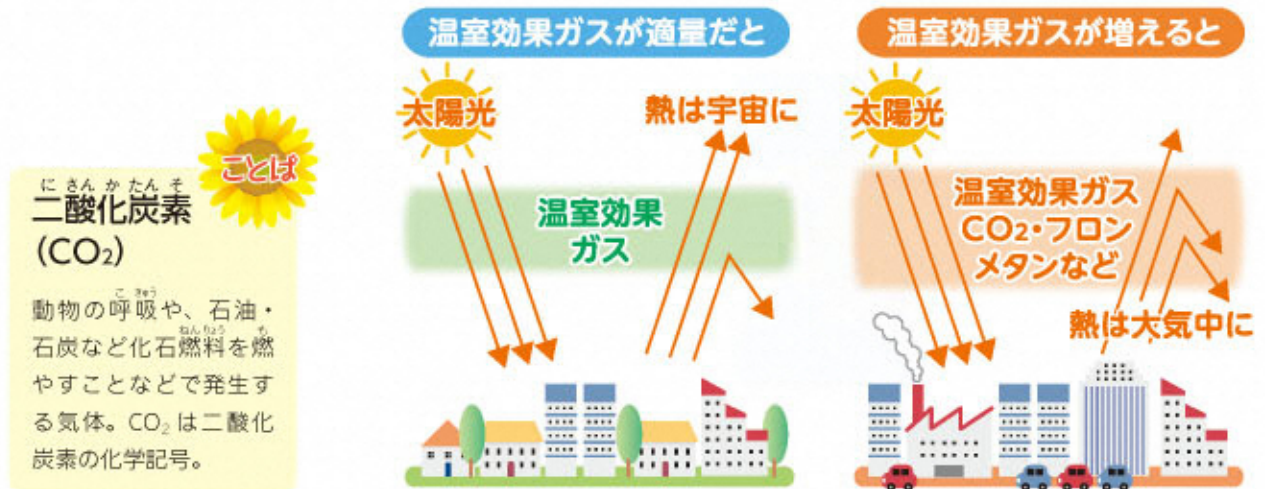 ことば
にさんかたんそ
二酸化炭素
(CO₂)
こきゅう
動物の呼吸や、石油・
ねんりょう も
石炭など化石燃料を燃
やすことなどで発生す
る気体。CO₂は二酸化
炭素の化学記号。
温室効果ガスが適量だと
太陽光
熱は宇宙に
温室効果
ガス
温室効果ガスが増えると
太陽光
温室効果ガス
CO₂・フロン
メタンなど
熱は大気中に